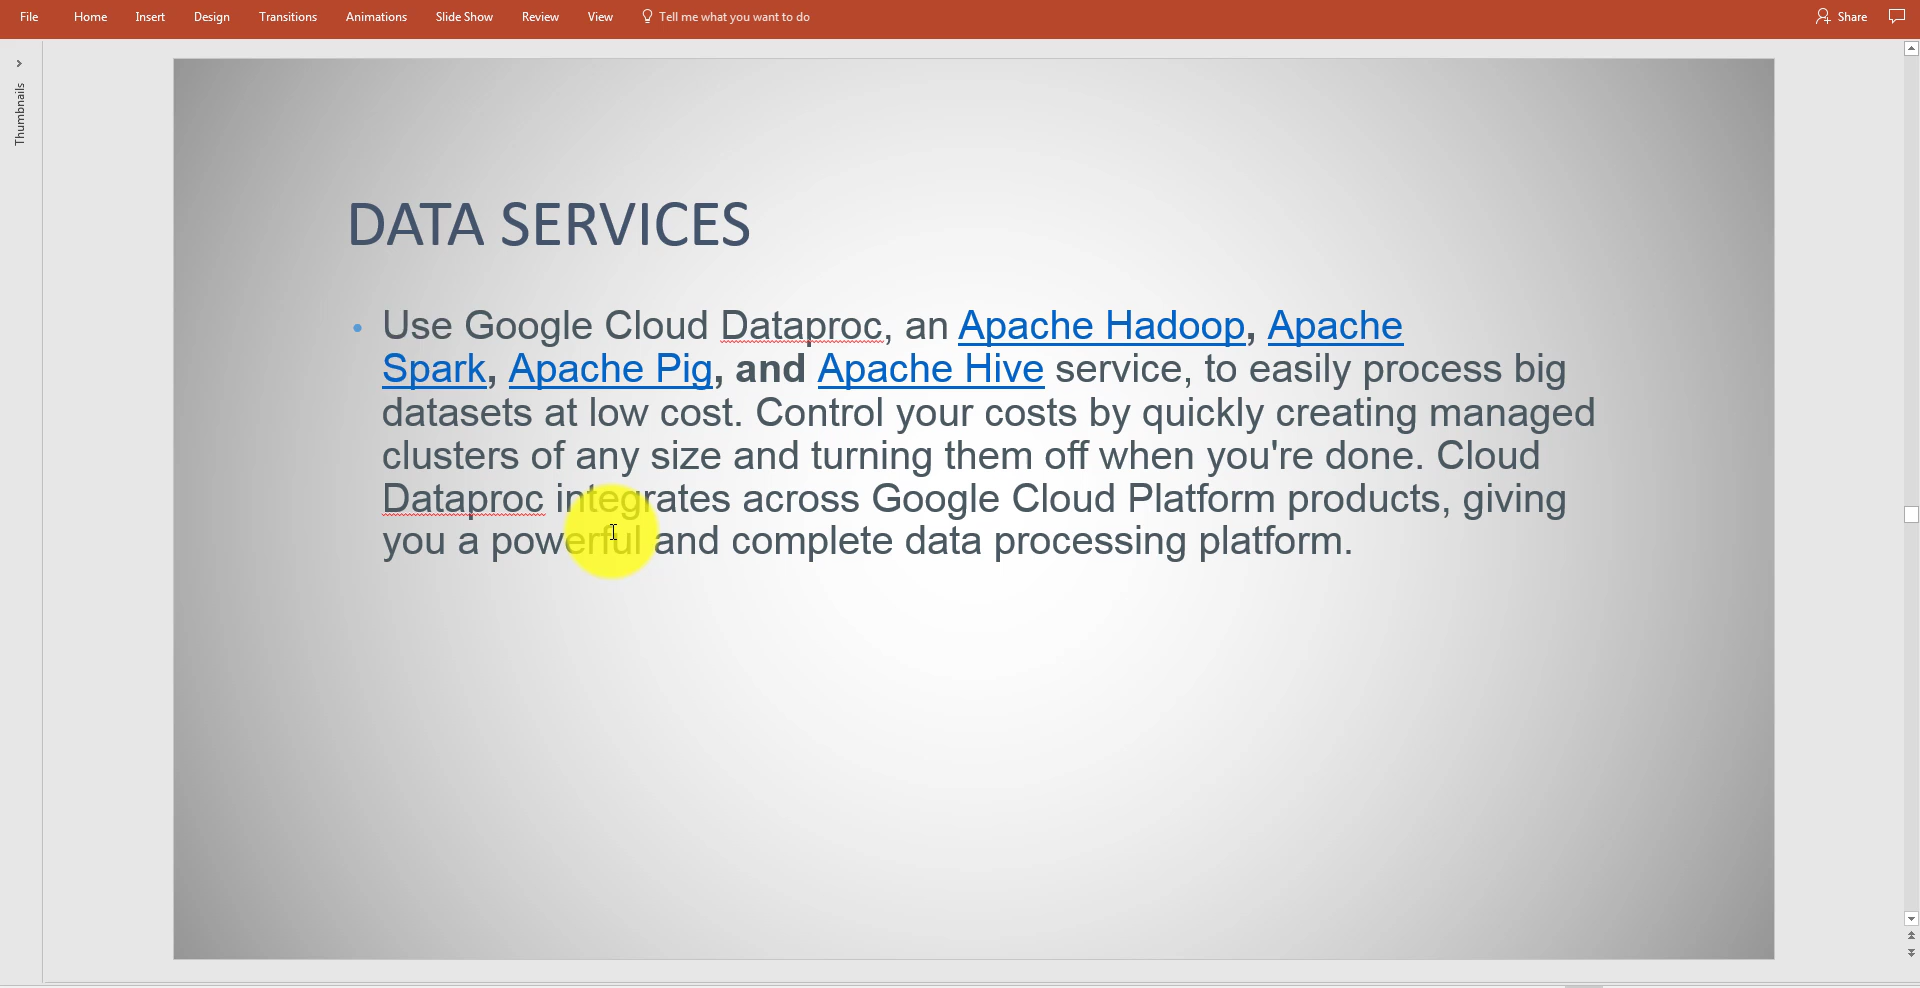 File Home Insert Design Transitions Animations Slide Show Review View Tell me what you want to do Share
Thumbnails
DATA SERVICES
• Use Google Cloud Dataproc, an Apache Hadoop, Apache
Spark, Apache Pig, and Apache Hive service, to easily process big
datasets at low cost. Control your costs by quickly creating managed
clusters of any size and turning them off when you're done. Cloud
Dataproc integrates across Google Cloud Platform products, giving
you a powerful and complete data processing platform.